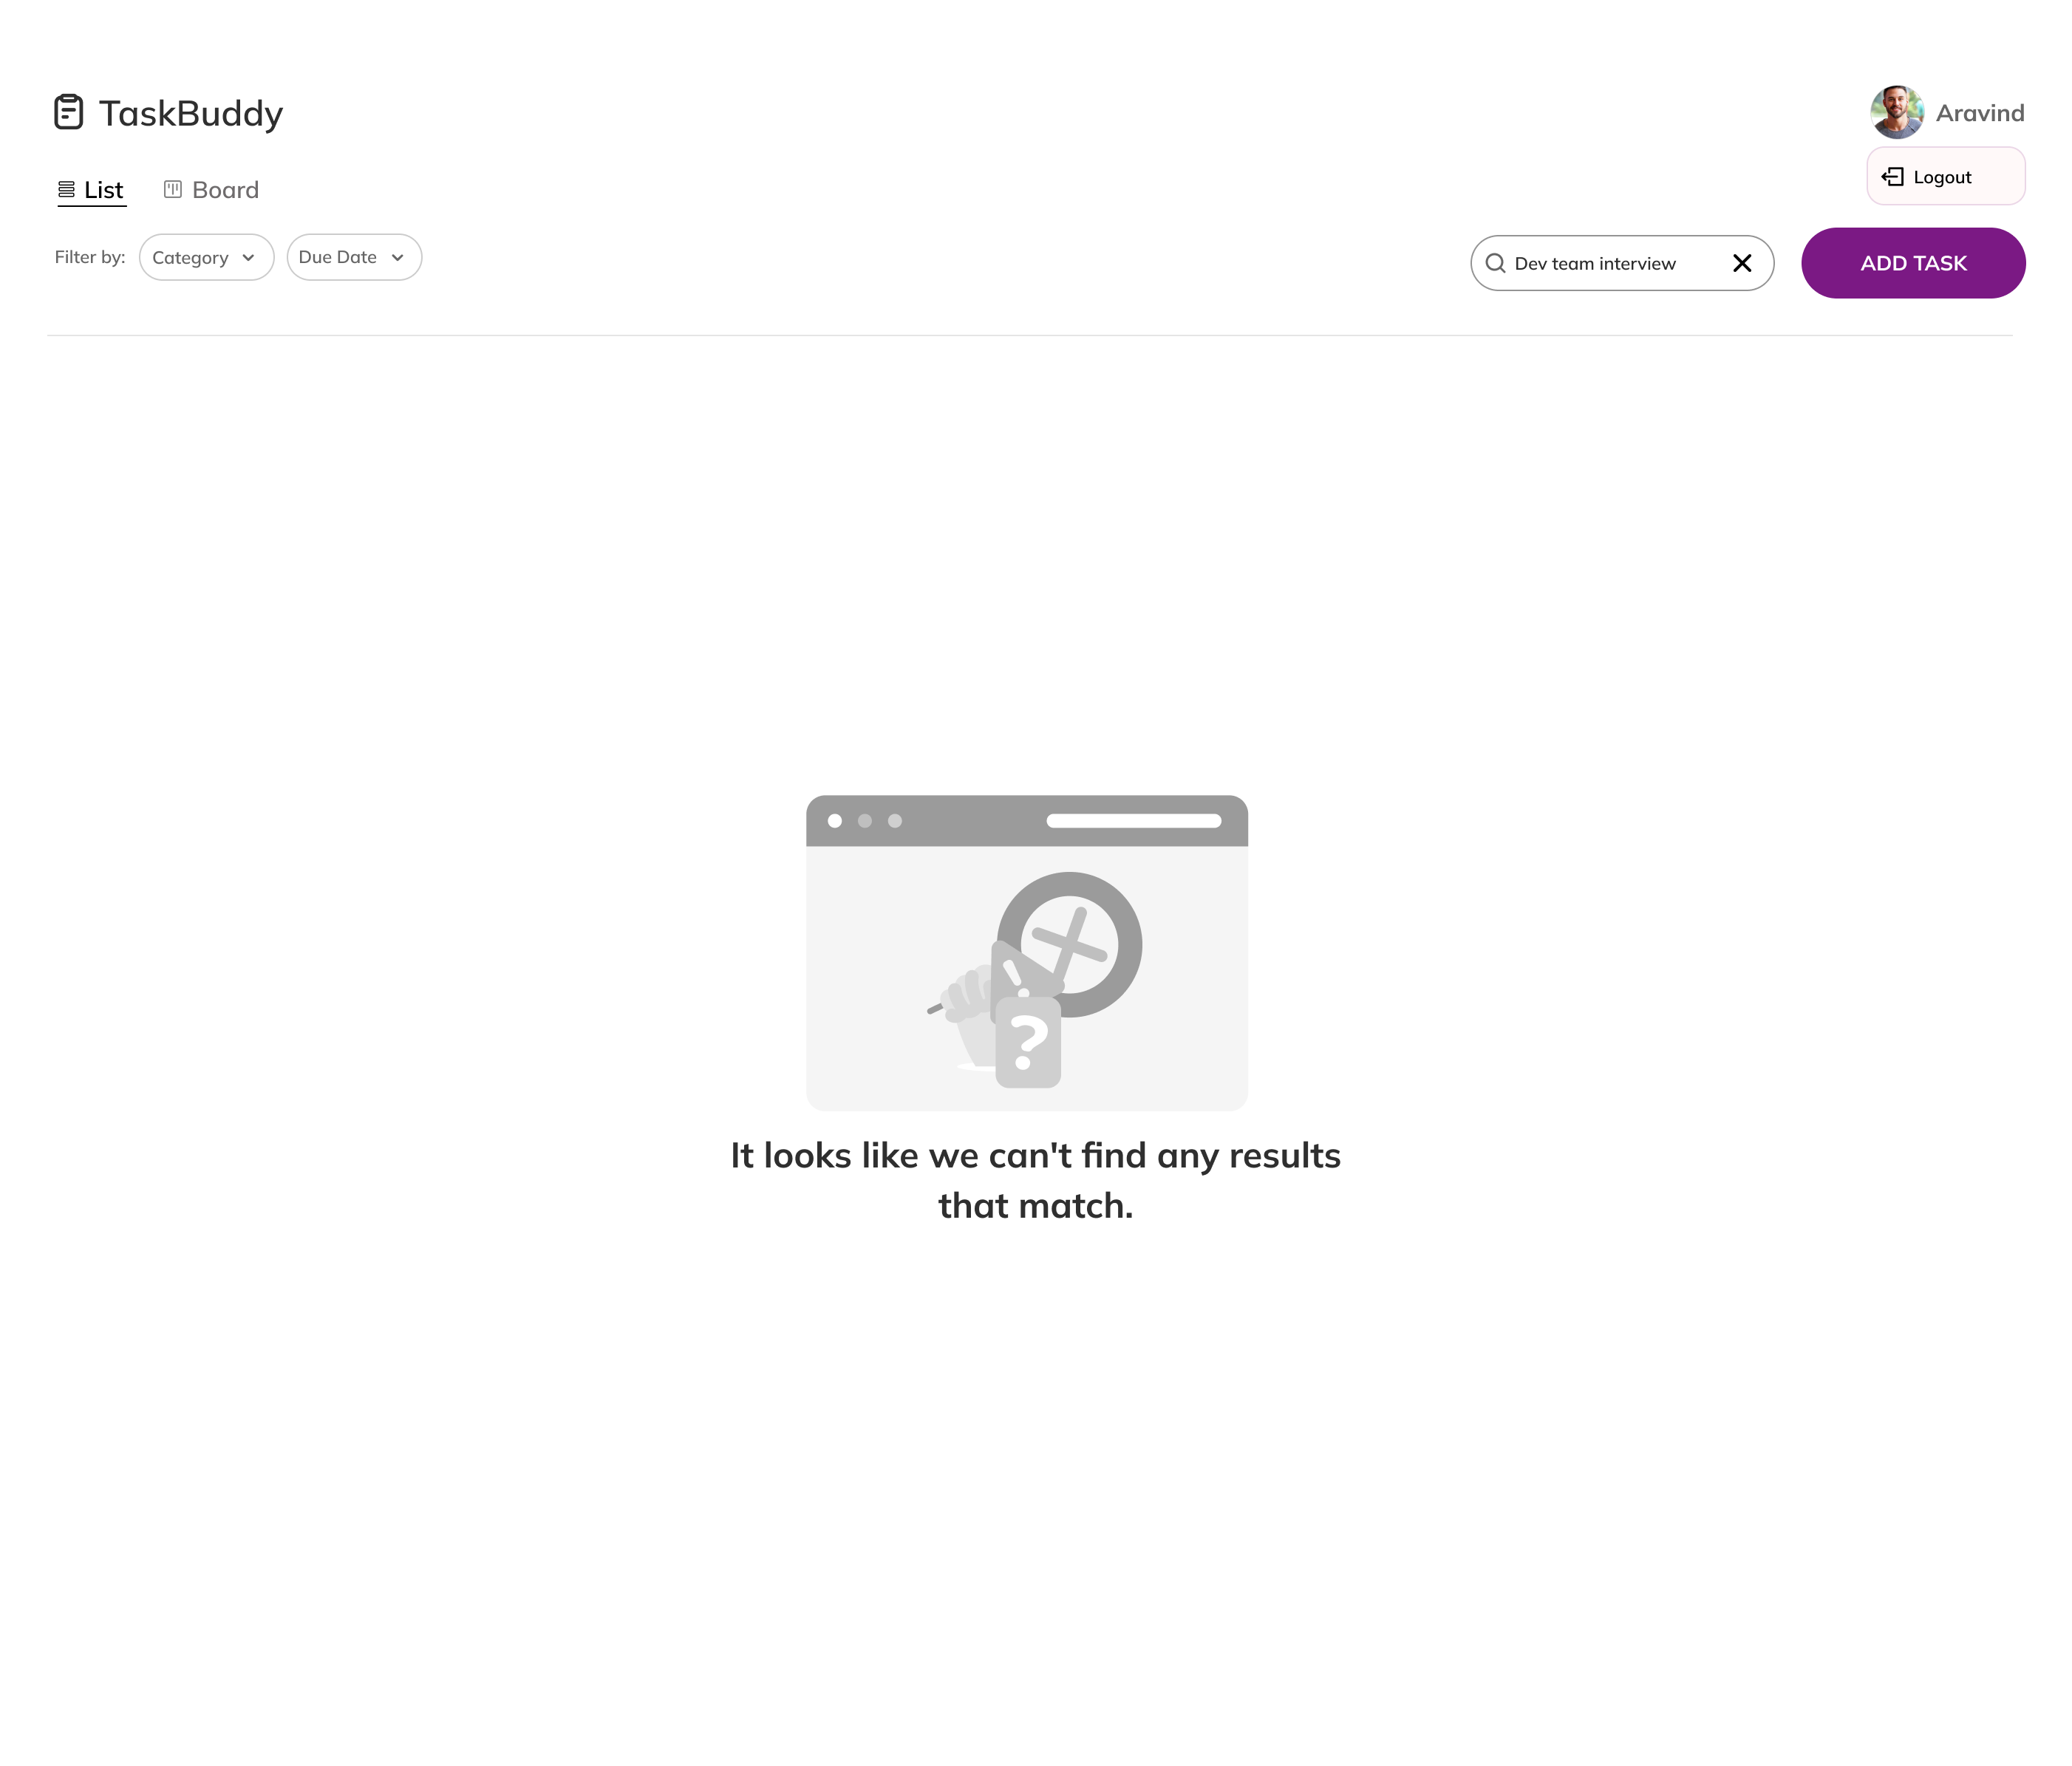 TaskBuddy
Aravind
List
Board
Logout
Filter by:
Category
Due Date
Dev team interview
ADD TASK
?
It looks like we can't find any results
that match.